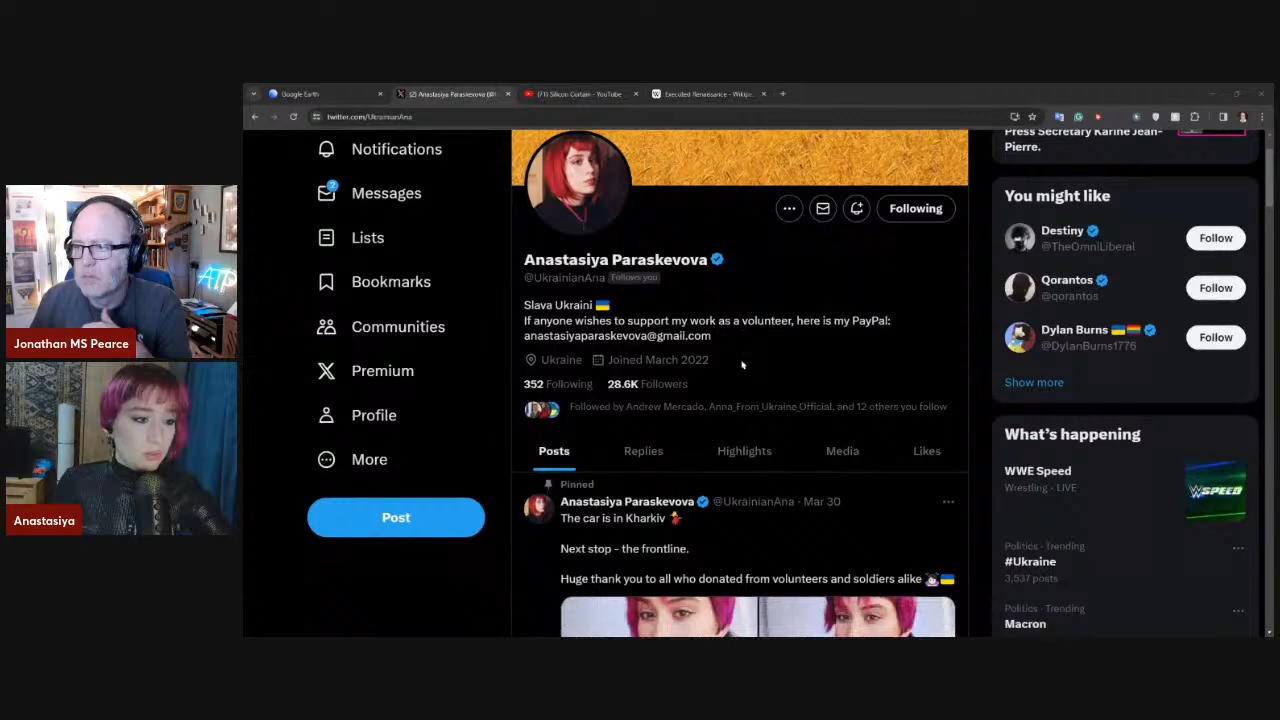 Google Earth
(2) Anastasiya Paraskevova (@
(71) Silicon Curtain - YouTube
Executed Renaissance - Wikipe
twitter.com/UkrainianAna
Notifications
2
Messages
Lists
Bookmarks
Communities
Premium
Profile
More
Post
Jonathan MS Pearce
Anastasiya
ATP
Following
Anastasiya Paraskevova
@UkrainianAna Follows you
Slava Ukraini
If anyone wishes to support my work as a volunteer, here is my PayPal:
anastasiyaparaskevova@gmail.com
Ukraine Joined March 2022
352 Following 28.6K Followers
Followed by Andrew Mercado, Anna_From_Ukraine_Official, and 12 others you follow
Posts Replies Highlights Media Likes
Pinned
Anastasiya Paraskevova @UkrainianAna · Mar 30
The car is in Kharkiv
Next stop - the frontline.
Huge thank you to all who donated from volunteers and soldiers alike
Press Secretary Karine Jean-
Pierre.
You might like
Destiny
@TheOmniLiberal
Follow
Qorantos
@qorantos
Follow
Dylan Burns
@DylanBurns1776
Follow
Show more
What's happening
WWE Speed
Wrestling - LIVE
SPEED
Politics · Trending
#Ukraine
3,537 posts
Politics · Trending
Macron